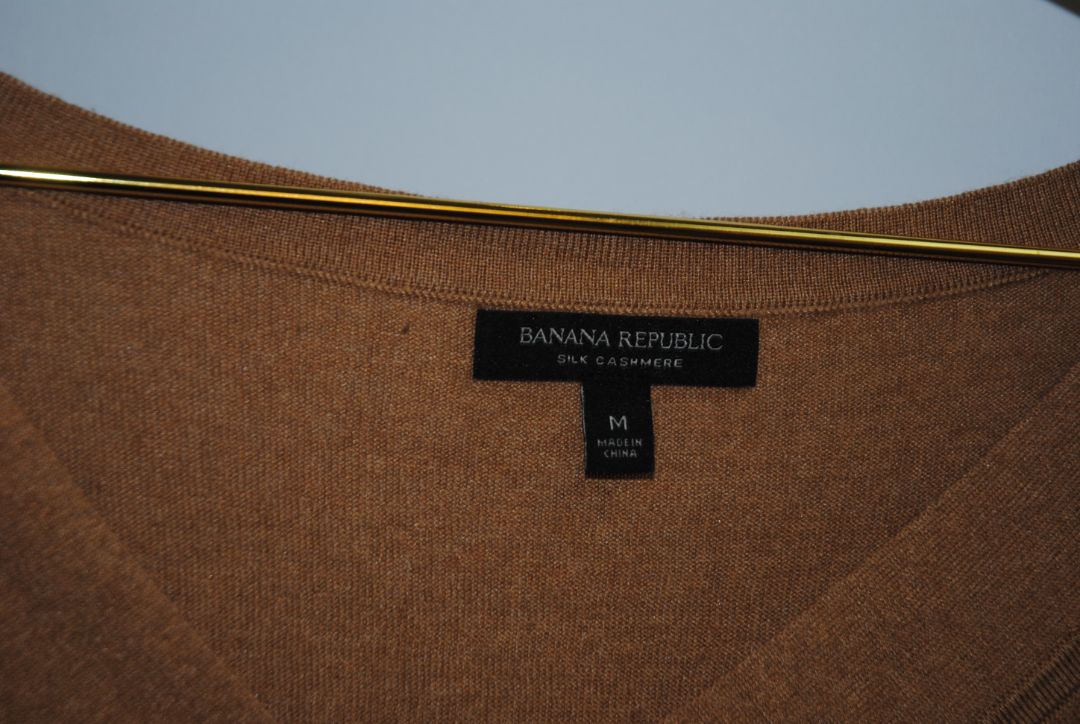 BANANA REPUBLIC
SILK CASHMERE
M
MADE IN
CHINA